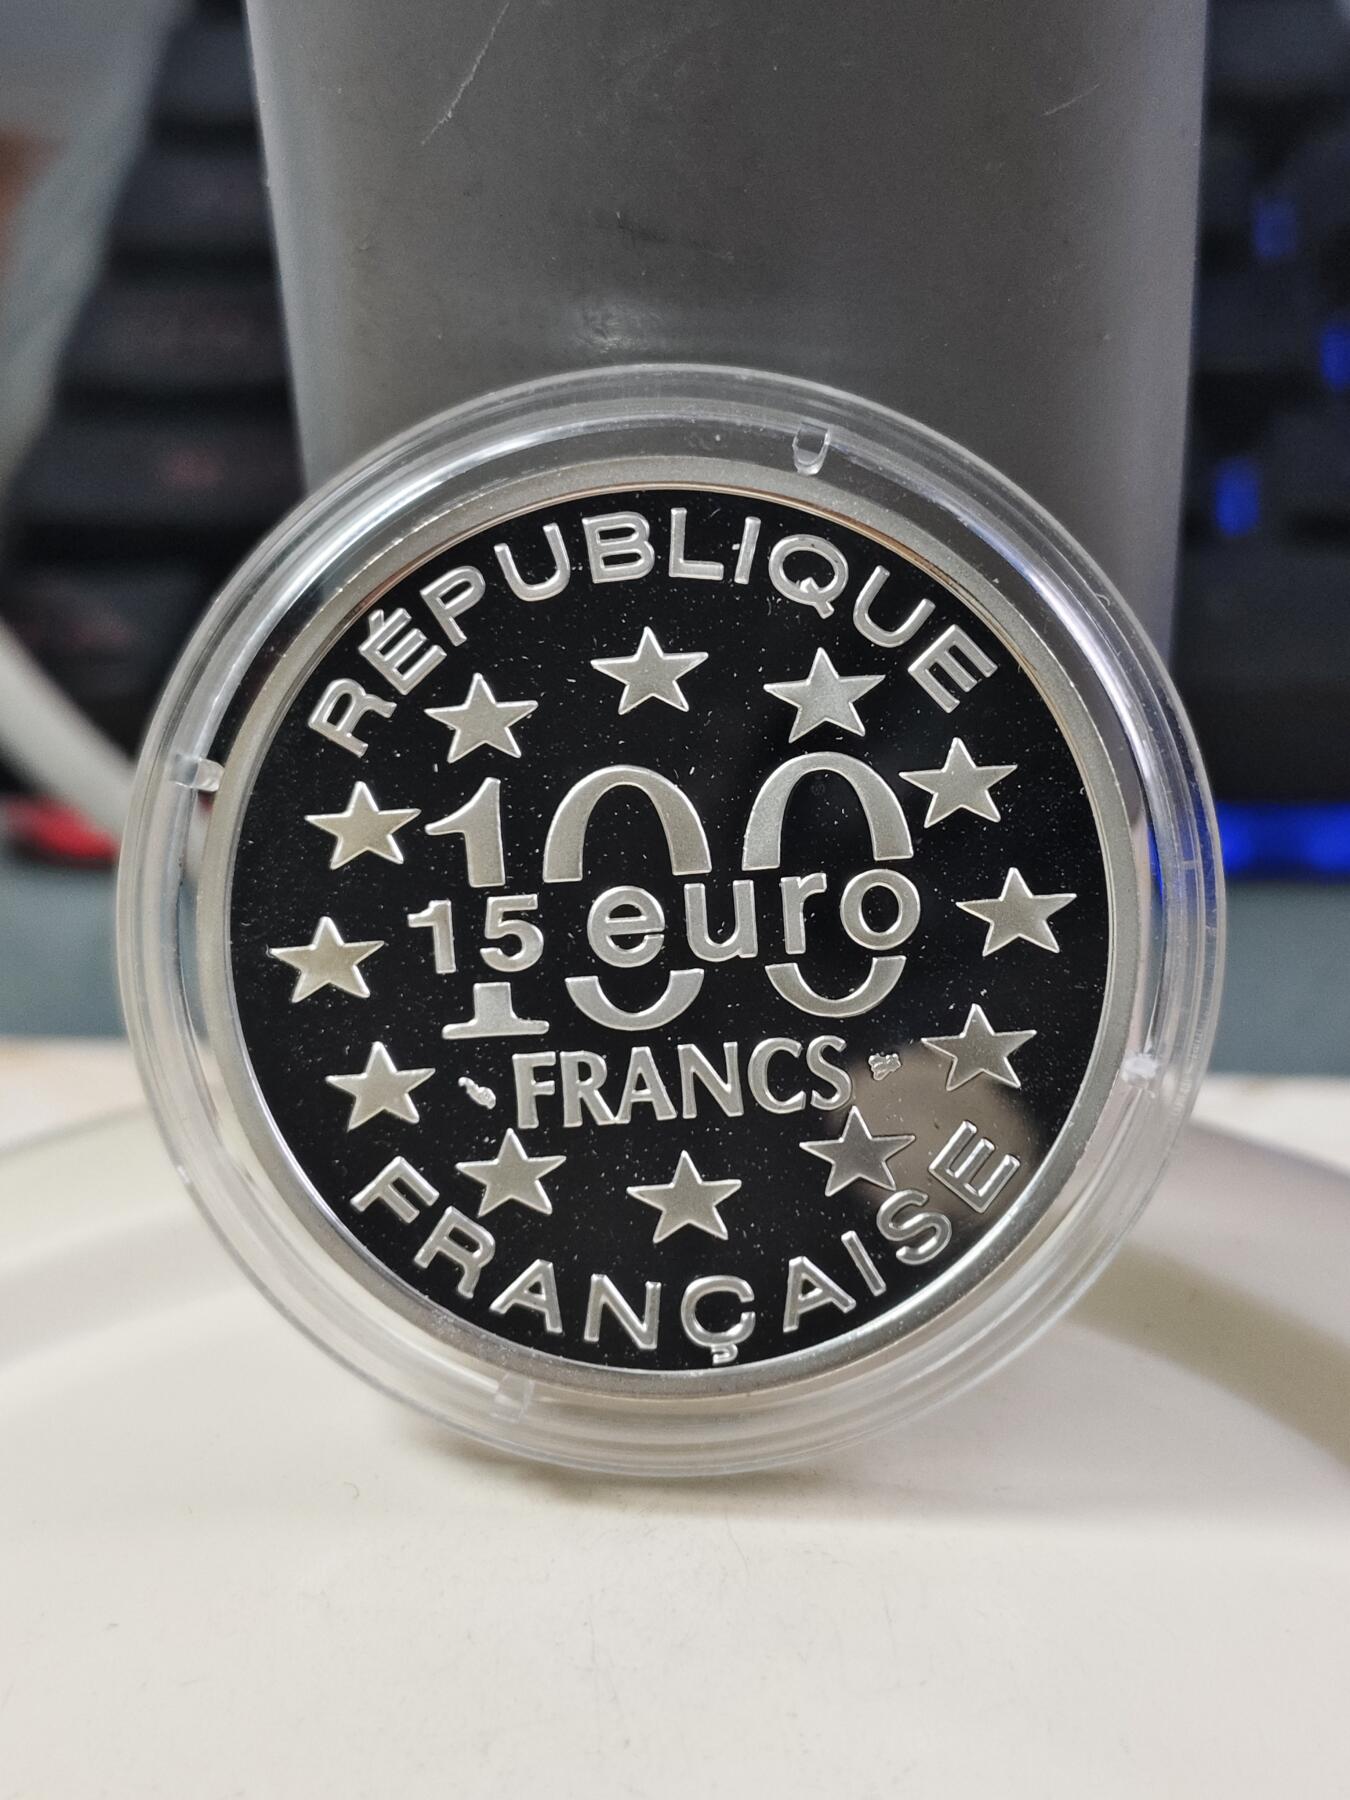 RÉPUBLIQUE
100
15 euro
FRANCS
FRANÇAISE